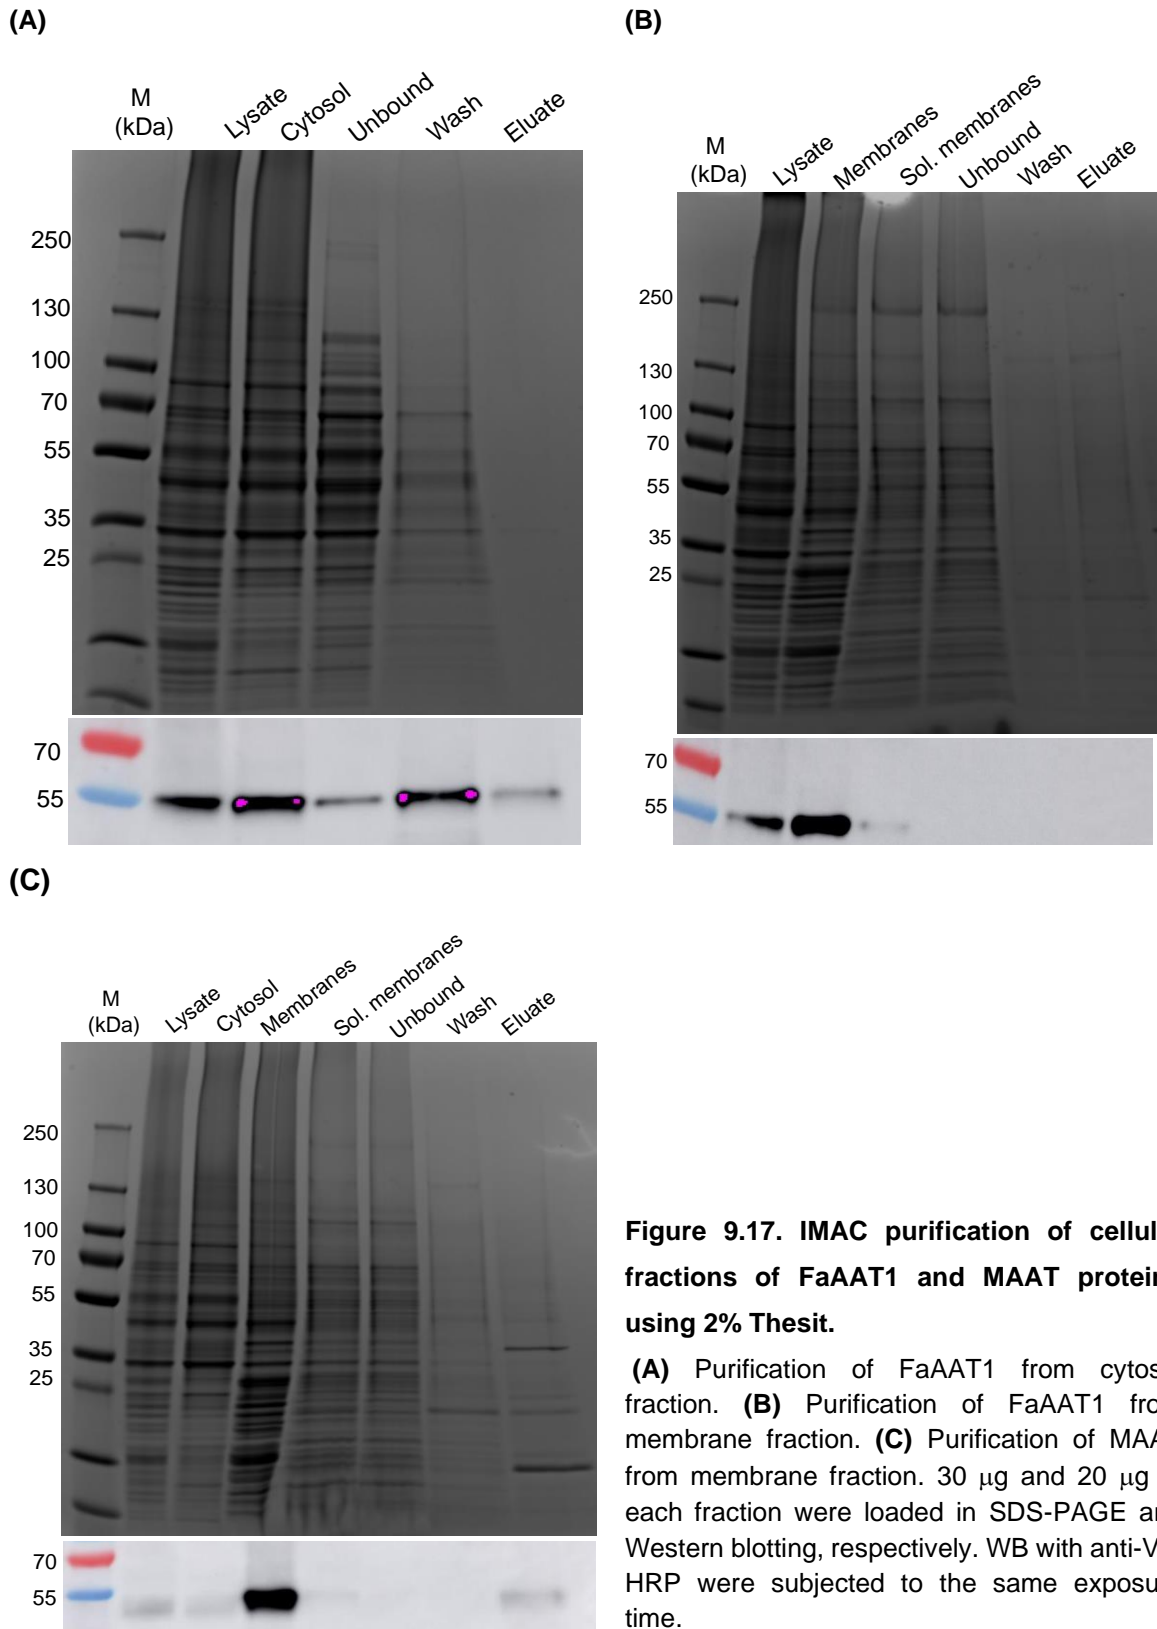 (A)
M
(kDa)
Lysate
Cytosol
Unbound
Wash
Eluate
250
130
100
70
55
35
25
70
55
(B)
M
(kDa)
Lysate
Membranes
Sol. membranes
Unbound
Wash
Eluate
250
130
100
70
55
35
25
70
55
(C)
M
(kDa)
Lysate
Cytosol
Membranes
Sol. membranes
Unbound
Wash
Eluate
250
130
100
70
55
35
25
70
55
Figure 9.17. IMAC purification of cellul
fractions of FaAAT1 and MAAT protein
using 2% Thesit.
(A) Purification of FaAAT1 from cytos
fraction. (B) Purification of FaAAT1 fro
membrane fraction. (C) Purification of MAA
from membrane fraction. 30 μg and 20 μg
each fraction were loaded in SDS-PAGE an
Western blotting, respectively. WB with anti-V
HRP were subjected to the same exposu
time.